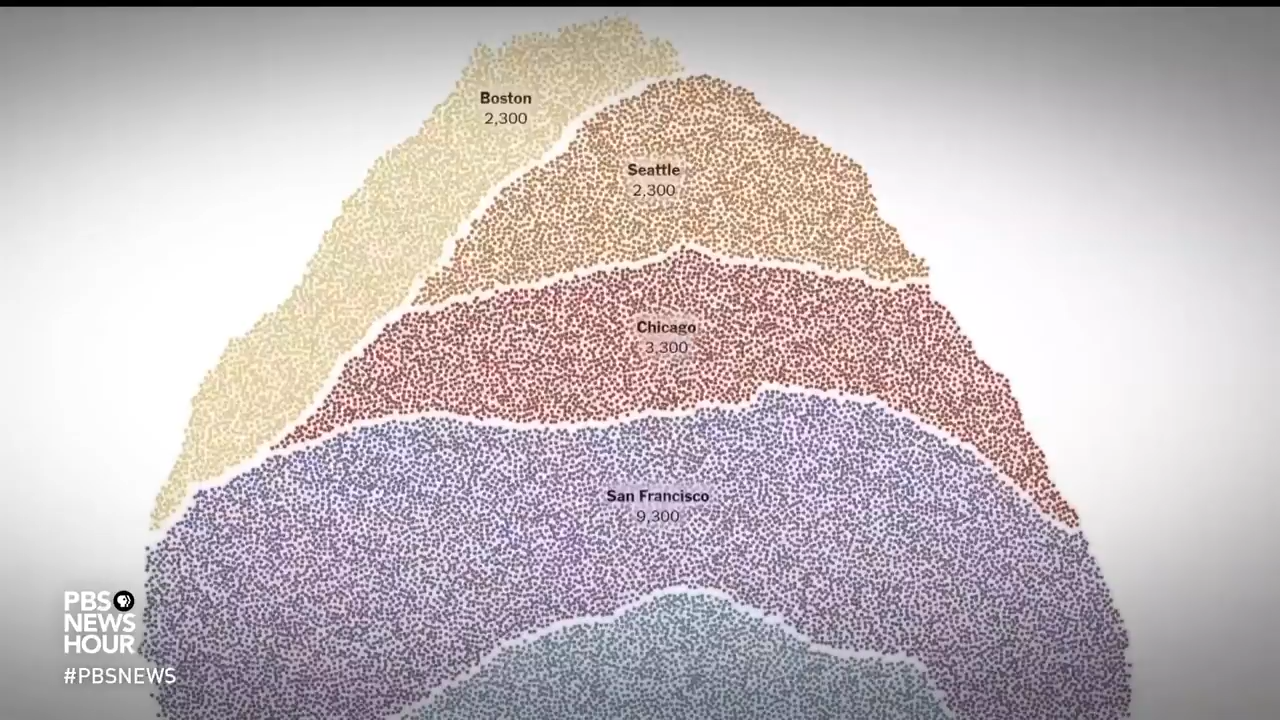 Boston
2,300
Seattle
2,300
Chicago
3,300
San Francisco
9,300
PBS
NEWS
HOUR
#PBSNEWS